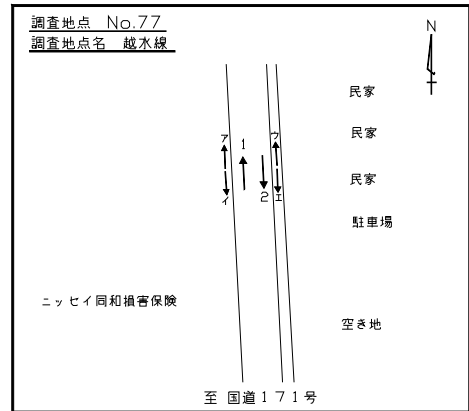 調査地点 No.77
調査地点名 越水線
N
民家
民家
民家
駐車場
ア
1
ウ
イ
2
エ
ニッセイ同和損害保険
空き地
至 国道171号